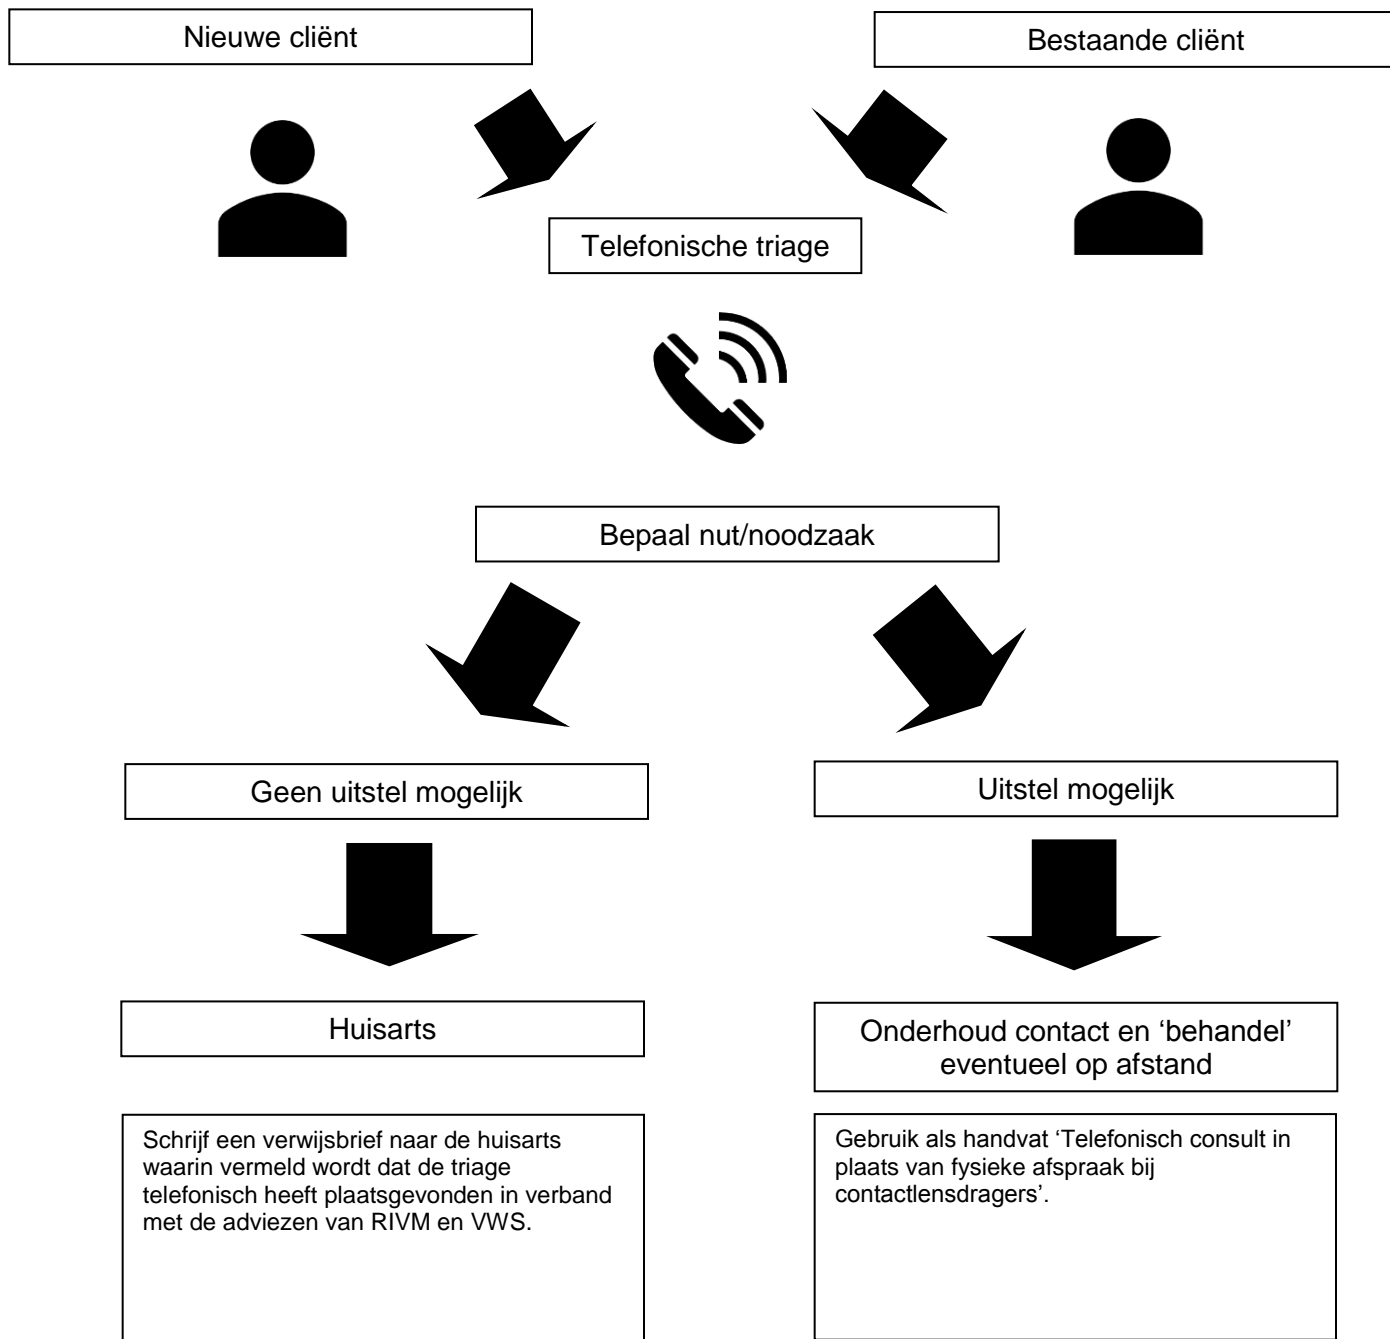 Nieuwe cliënt
Bestaande cliënt
Telefonische triage
Bepaal nut/noodzaak
Geen uitstel mogelijk
Uitstel mogelijk
Huisarts
Onderhoud contact en ‘behandel’
eventueel op afstand
Schrijf een verwijsbrief naar de huisarts
waarin vermeld wordt dat de triage
telefonisch heeft plaatsgevonden in verband
met de adviezen van RIVM en VWS.
Gebruik als handvat ‘Telefonisch consult in
plaats van fysieke afspraak bij
contactlensdragers’.